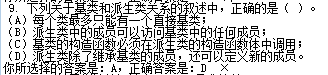 9. 下列关于基类和派生类关系的叙述中，正确的是（ ）。
(A) 每个类最多只能有一个直接基类；
(B) 派生类中的成员可以访问基类中的任何成员；
(C) 基类的构造函数必须在派生类的构造函数体中调用；
(D) 派生类除了继承基类的成员，还可以定义新的成员。
你所选择的答案是：A，正确答案是：D ×